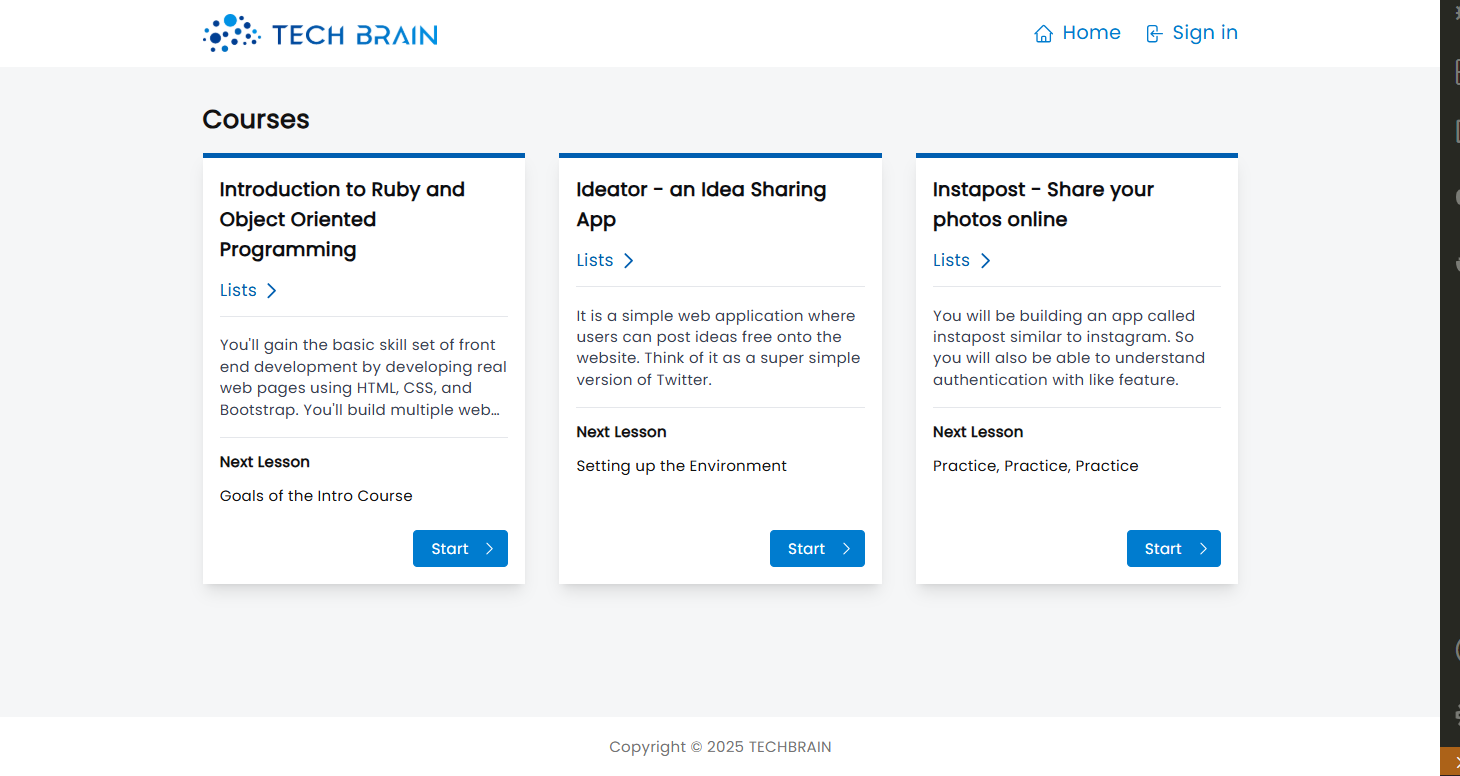 TECH BRAIN
Home
Sign in
Courses
Introduction to Ruby and
Object Oriented
Programming
Lists
You'll gain the basic skill set of front
end development by developing real
web pages using HTML, CSS, and
Bootstrap. You'll build multiple web…
Next Lesson
Goals of the Intro Course
Start
Ideator - an Idea Sharing
App
Lists
It is a simple web application where
users can post ideas free onto the
website. Think of it as a super simple
version of Twitter.
Next Lesson
Setting up the Environment
Start
Instapost - Share your
photos online
Lists
You will be building an app called
instapost similar to instagram. So
you will also be able to understand
authentication with like feature.
Next Lesson
Practice, Practice, Practice
Start
Copyright © 2025 TECHBRAIN